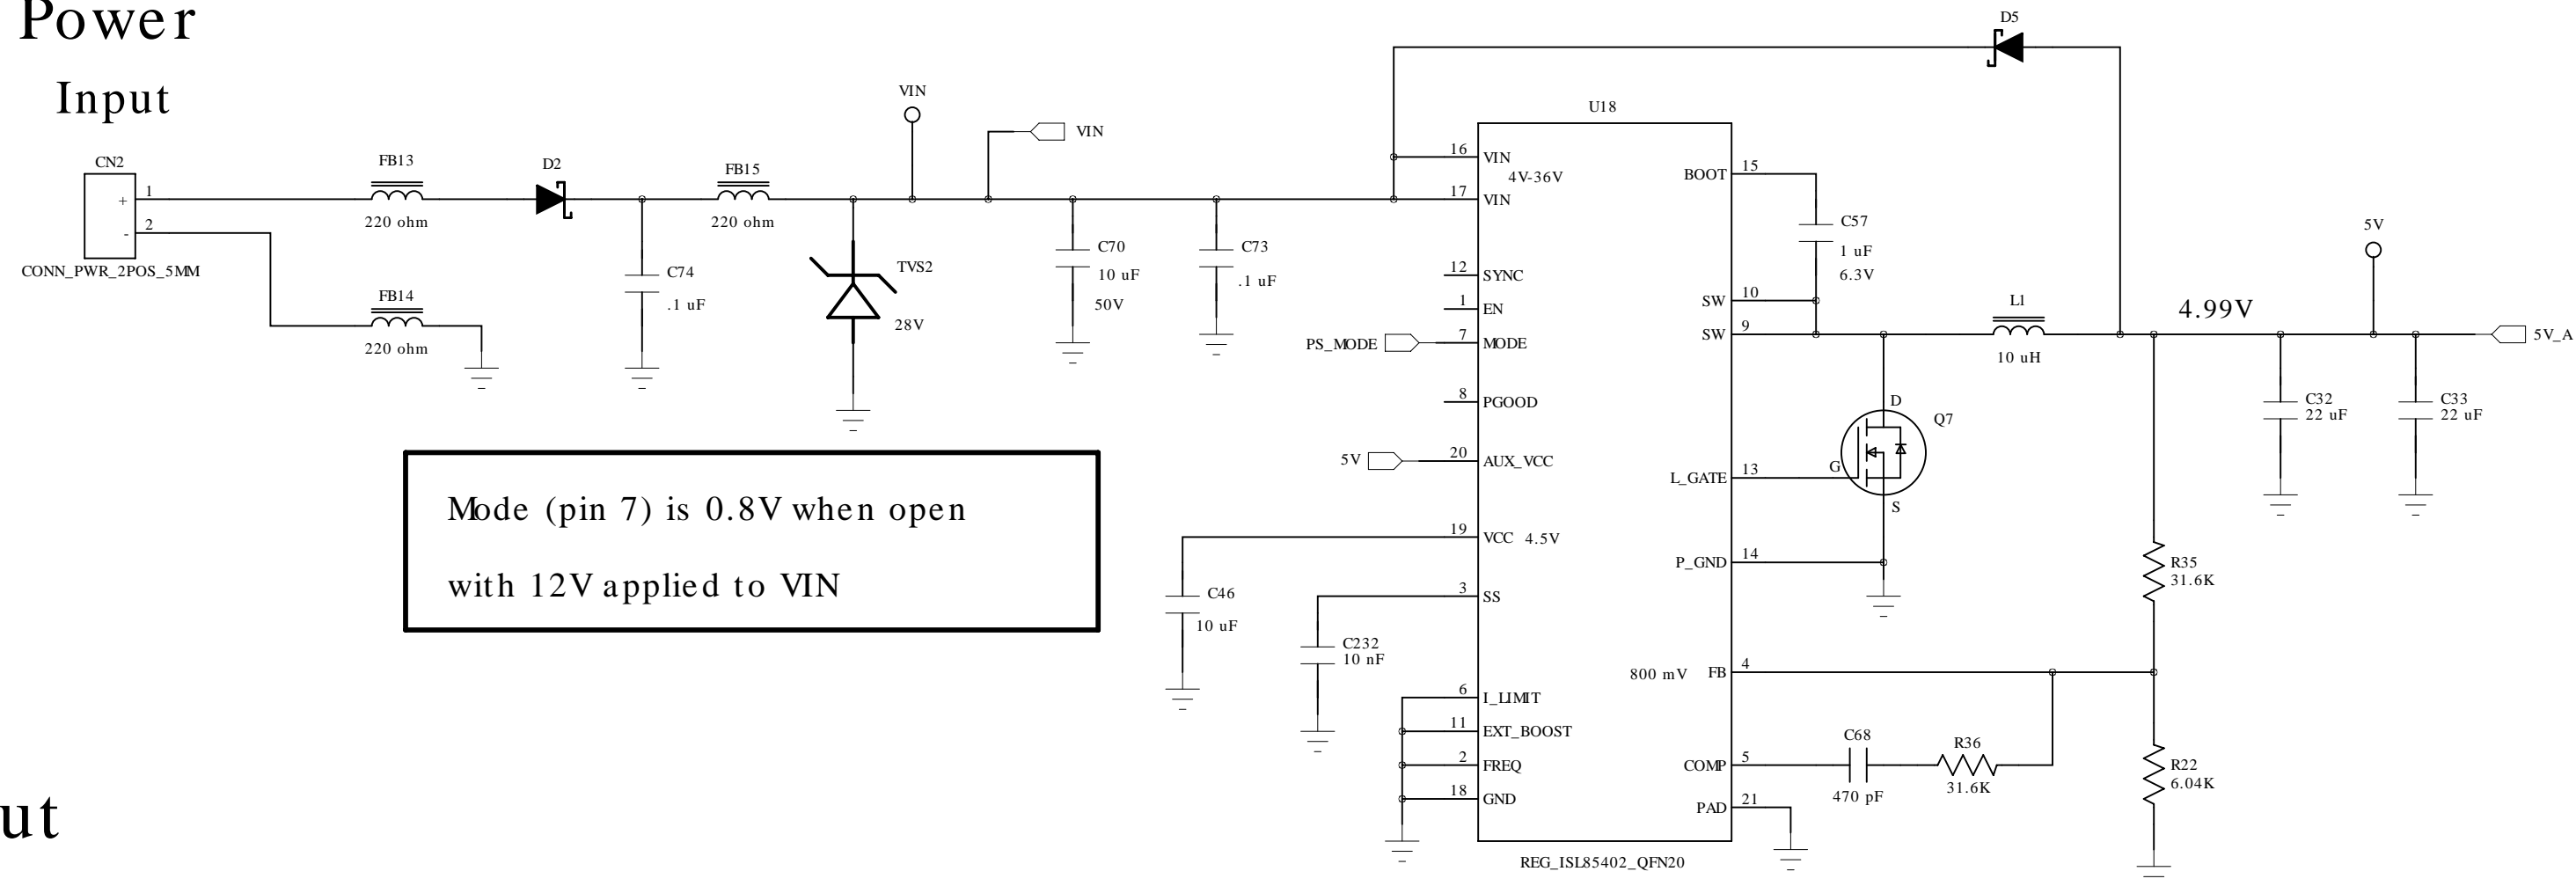 Power
Input
CN2
+ 1
- 2
CONN_PWR_2POS_5MM
FB13
220 ohm
FB14
220 ohm
D2
C74
.1 uF
FB15
220 ohm
TVS2
28V
VIN
VIN
C70
10 uF
50V
C73
.1 uF
D5
U18
16 VIN
4V-36V
17 VIN
12 SYNC
1 EN
PS_MODE 7 MODE
8 PGOOD
5V 20 AUX_VCC
19 VCC 4.5V
3 SS
6 I_LIMIT
11 EXT_BOOST
2 FREQ
18 GND
C46
10 uF
C232
10 nF
BOOT 15
SW 10
SW 9
L_GATE 13
P_GND 14
800 mV FB 4
COMP 5
PAD 21
REG_ISL85402_QFN20
C57
1 uF
6.3V
L1
10 uH
D
Q7
G
S
4.99V
5V
5V_A
C32
22 uF
C33
22 uF
R35
31.6K
C68
470 pF
R36
31.6K
R22
6.04K
Mode (pin 7) is 0.8V when open
with 12V applied to VIN
ut